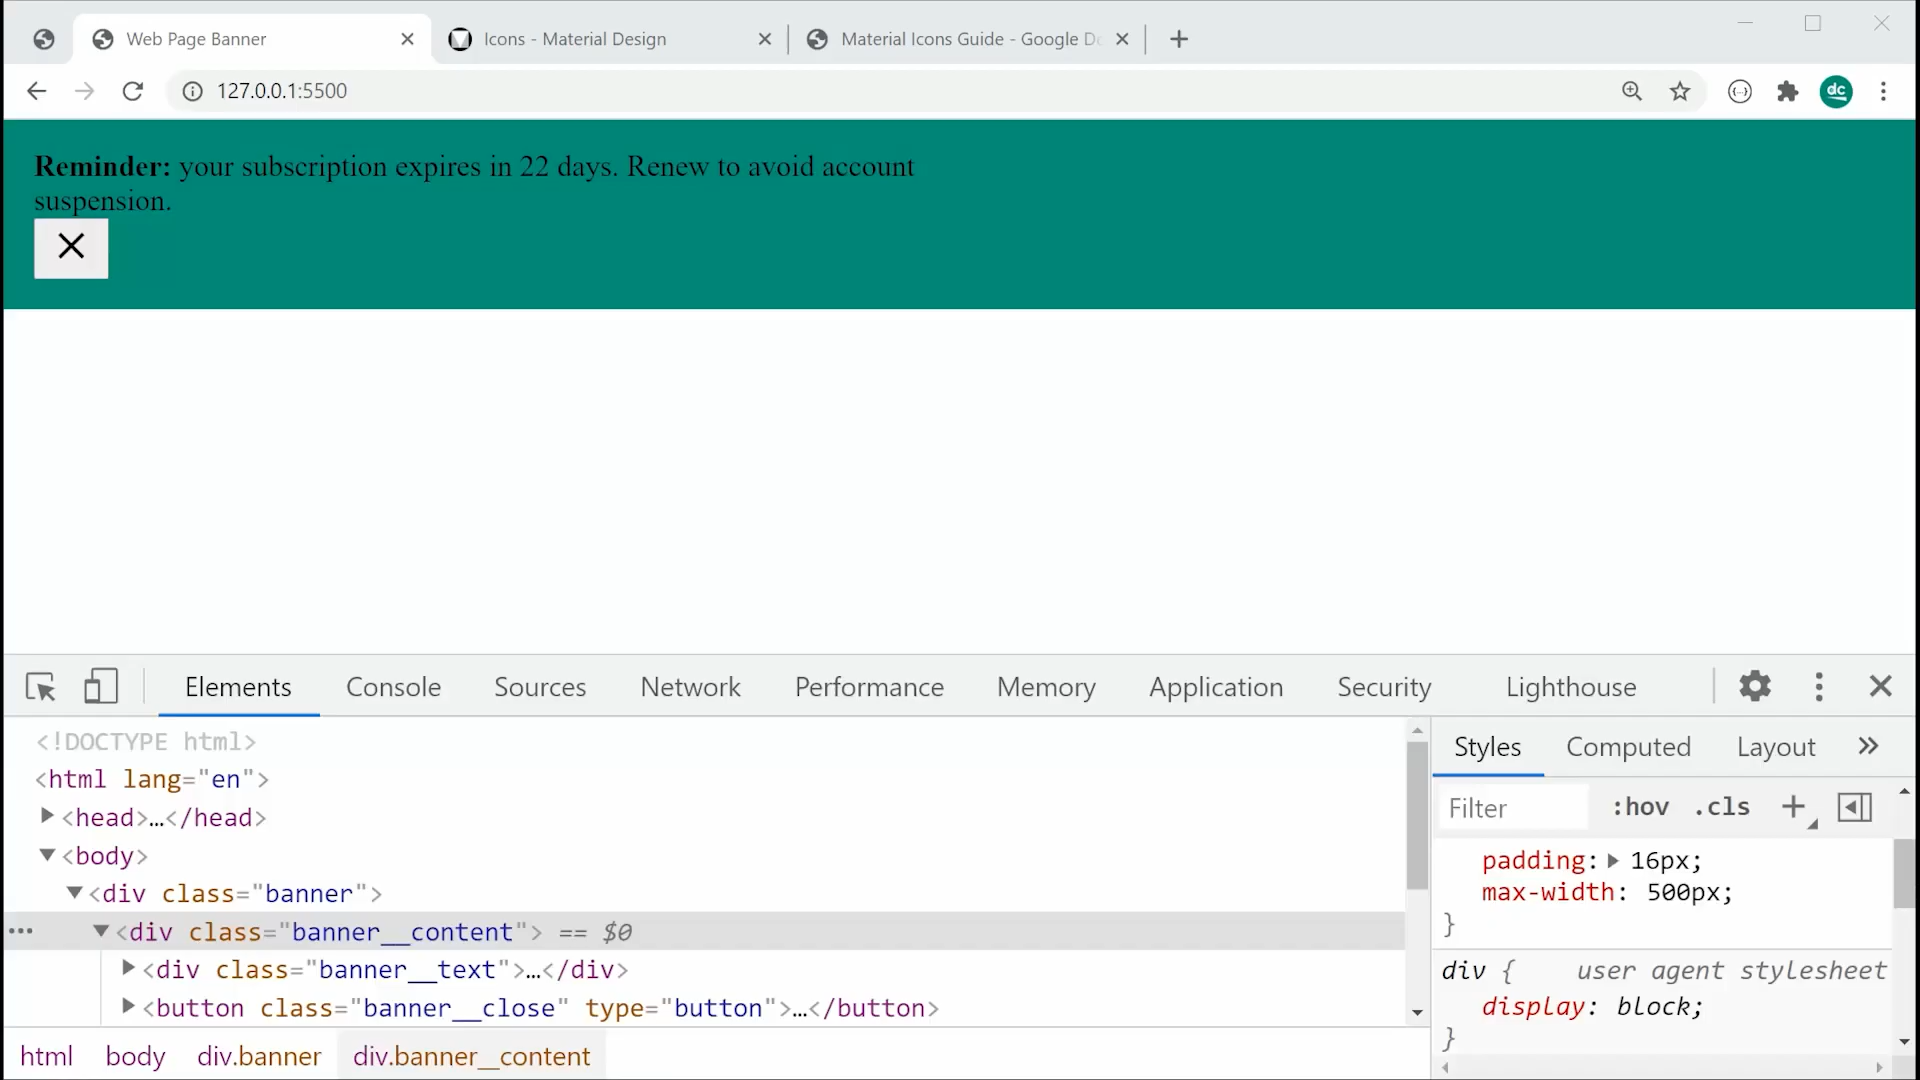 Web Page Banner
Icons - Material Design
Material Icons Guide - Google De
127.0.0.1:5500
dc
Reminder: your subscription expires in 22 days. Renew to avoid account
suspension.
Elements Console Sources Network Performance Memory Application Security Lighthouse
<!DOCTYPE html>
<html lang="en">
<head>…</head>
<body>
<div class="banner">
<div class="banner__content"> == $0
<div class="banner__text">…</div>
<button class="banner__close" type="button">…</button>
html body div.banner div.banner__content
Styles Computed Layout
Filter :hov .cls
padding: 16px;
max-width: 500px;
}
div { user agent stylesheet
display: block;
}